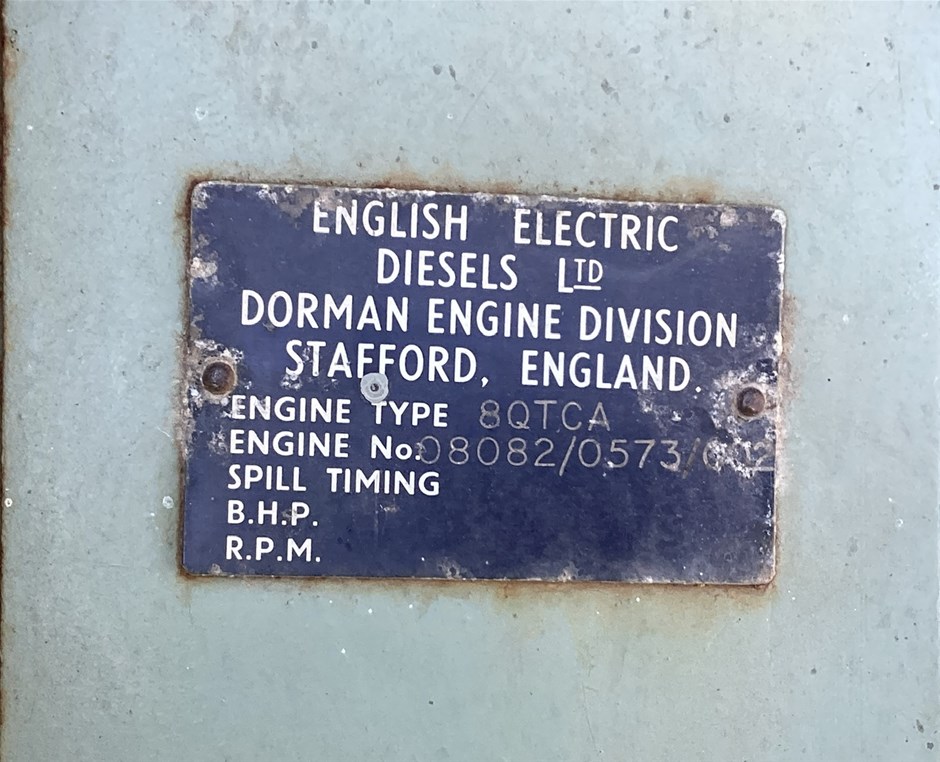 ENGLISH ELECTRIC
DIESELS LTD
DORMAN ENGINE DIVISION
STAFFORD, ENGLAND.
ENGINE TYPE 8QTCA
ENGINE No. 08082/0573/
SPILL TIMING
B.H.P.
R.P.M.